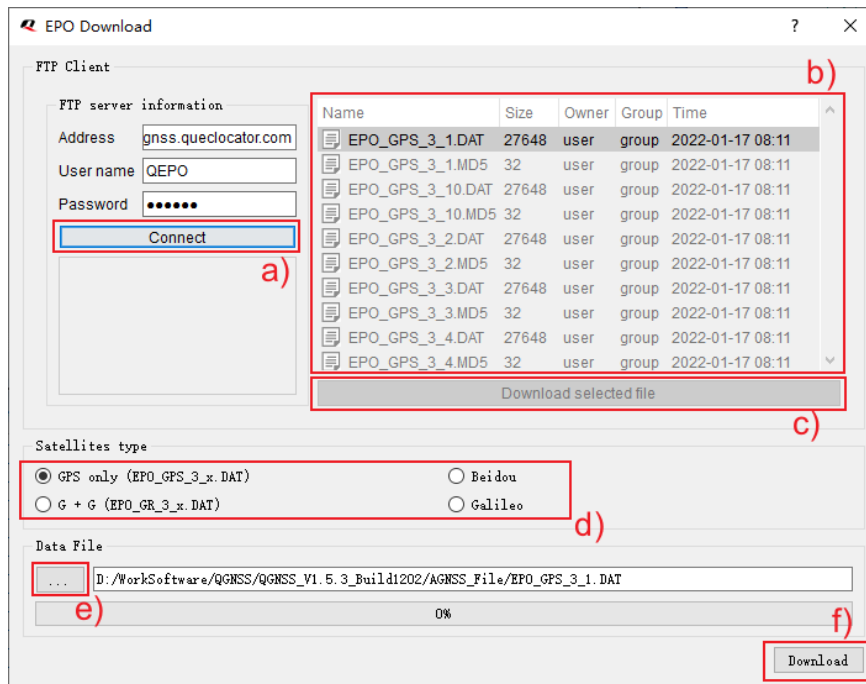 EPO Download
? X
FTP Client
b)
FTP server information
Address gnss.queclocator.com
User name QEPO
Password ••••••
Connect
a)
Name Size Owner Group Time
EPO_GPS_3_1.DAT 27648 user group 2022-01-17 08:11
EPO_GPS_3_1.MD5 32 user group 2022-01-17 08:11
EPO_GPS_3_10.DAT 27648 user group 2022-01-17 08:11
EPO_GPS_3_10.MD5 32 user group 2022-01-17 08:11
EPO_GPS_3_2.DAT 27648 user group 2022-01-17 08:11
EPO_GPS_3_2.MD5 32 user group 2022-01-17 08:11
EPO_GPS_3_3.DAT 27648 user group 2022-01-17 08:11
EPO_GPS_3_3.MD5 32 user group 2022-01-17 08:11
EPO_GPS_3_4.DAT 27648 user group 2022-01-17 08:11
EPO_GPS_3_4.MD5 32 user group 2022-01-17 08:11
Download selected file
c)
Satellites type
GPS only (EPO_GPS_3_x.DAT) Beidou
G + G (EPO_GR_3_x.DAT) Galileo
d)
Data File
... D:/WorkSoftware/QGNSS/QGNSS_V1.5.3_Build1202/AGNSS_File/EPO_GPS_3_1.DAT
e)
0%
f)
Download